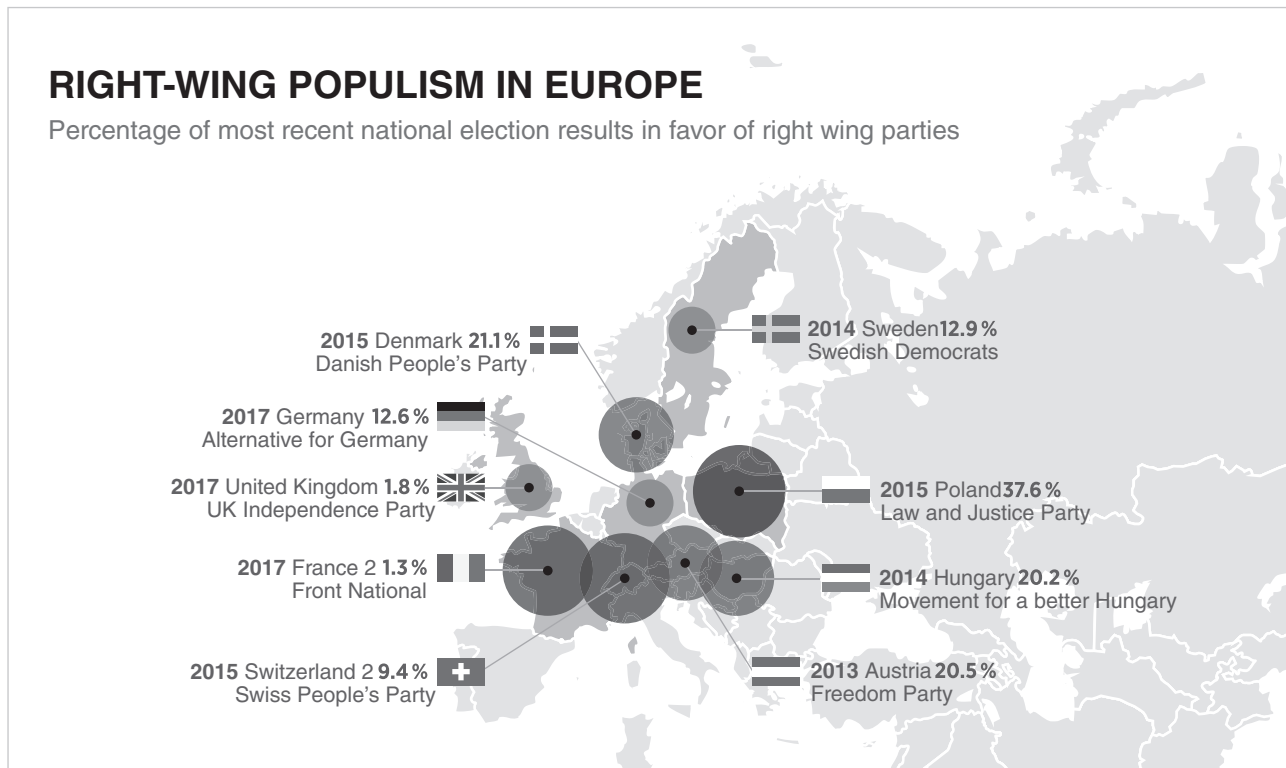 RIGHT-WING POPULISM IN EUROPE
Percentage of most recent national election results in favor of right wing parties
2015 Denmark 21.1 %
Danish People's Party
2014 Sweden12.9 %
Swedish Democrats
2017 Germany 12.6 %
Alternative for Germany
2017 United Kingdom 1.8 %
UK Independence Party
2015 Poland37.6 %
Law and Justice Party
2017 France 2 1.3 %
Front National
2014 Hungary 20.2 %
Movement for a better Hungary
2015 Switzerland 2 9.4 %
Swiss People's Party
2013 Austria 20.5 %
Freedom Party